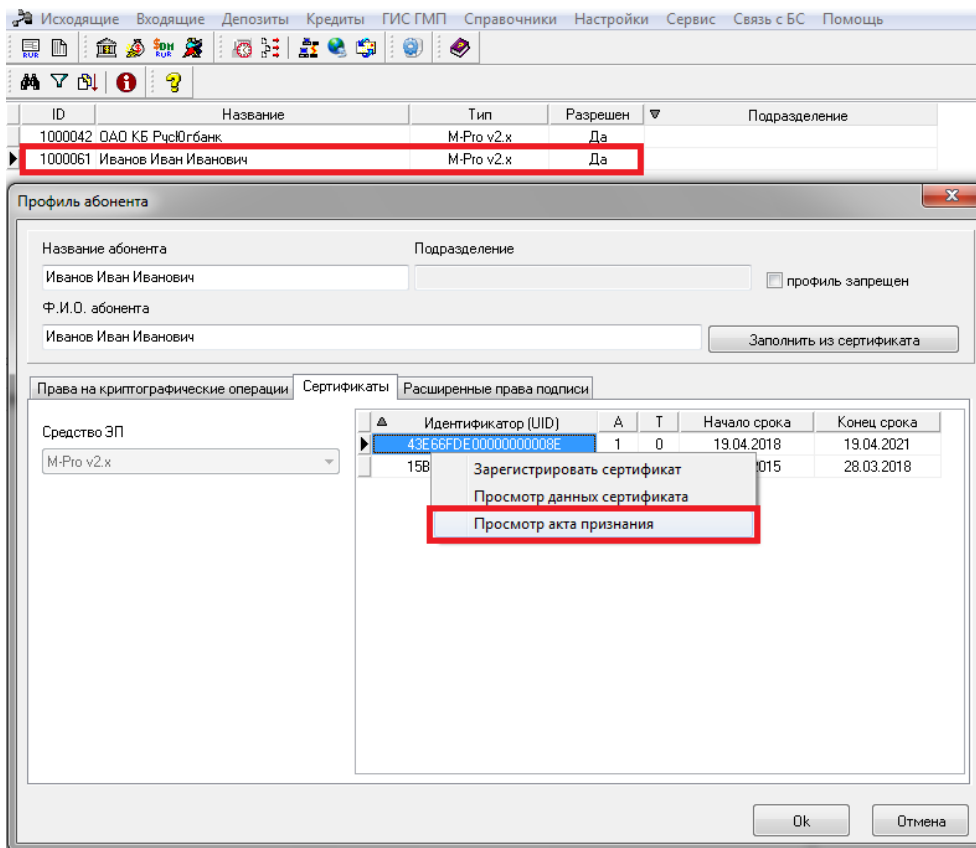 Исходящие Входящие Депозиты Кредиты ГИС ГМП Справочники Настройки Сервис Связь с БС Помощь
ID Название Тип Разрешен Подразделение
1000042 ОАО КБ РусЮгбанк M-Pro v2.x Да
1000061 Иванов Иван Иванович M-Pro v2.x Да
Профиль абонента
Название абонента Подразделение
Иванов Иван Иванович профиль запрещен
Ф.И.О. абонента
Иванов Иван Иванович Заполнить из сертификата
Права на криптографические операции Сертификаты Расширенные права подписи
Средство ЭП
M-Pro v2.x
Идентификатор (UID) А Т Начало срока Конец срока
43E66FDE00000000008E 1 0 19.04.2018 19.04.2021
15B 2015 28.03.2018
Зарегистрировать сертификат
Просмотр данных сертификата
Просмотр акта признания
Ok Отмена